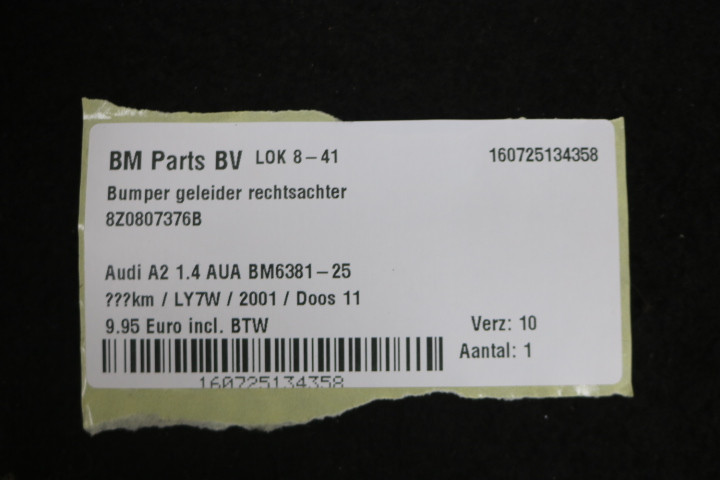 BM Parts BV LOK 8-41 160725134358
Bumper geleider rechtsachter
8Z0807376B
Audi A2 1.4 AUA BM6381-25
???km / LY7W / 2001 / Doos 11
9.95 Euro incl. BTW Verz: 10
Aantal: 1
160725134358